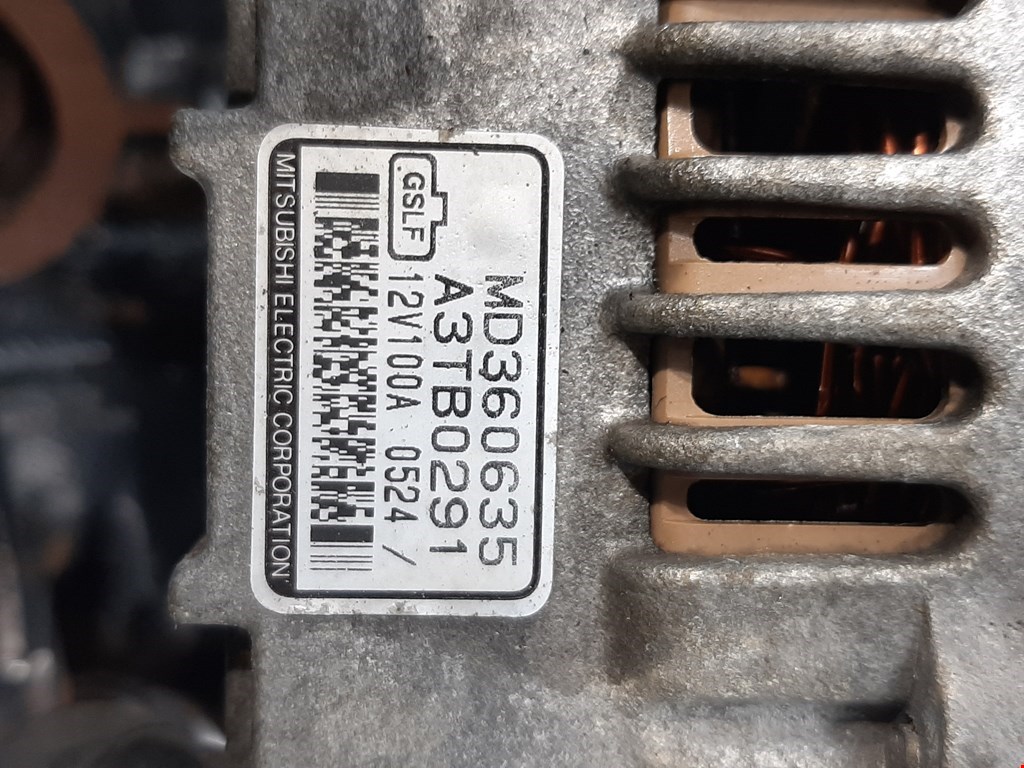 MD360635
A3TB0291
GSLF 12V100A 0524 /
MITSUBISHI ELECTRIC CORPORATION